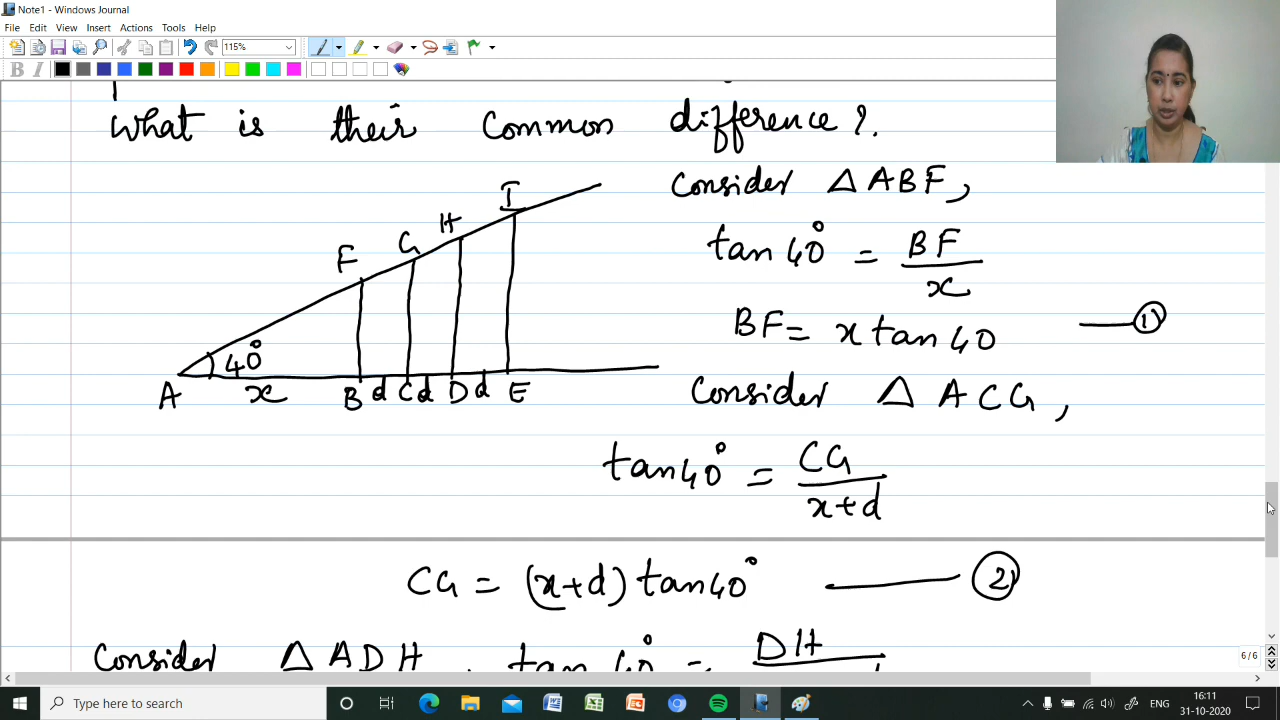 Note1 - Windows Journal
File Edit View Insert Actions Tools Help
115%
B I
What is their common difference?.
Consider △ ABF,
tan 40° = BF
x
BF = x tan 40 —— ①
Consider △ ACG,
tan 40° = CG
x+d
F G H I
40°
A x B d C d D d E
CG = (x+d) tan 40° —— ②
Consider △ ADH , tan 40° = DH
6 / 6
Type here to search
ENG
16:11
31-10-2020